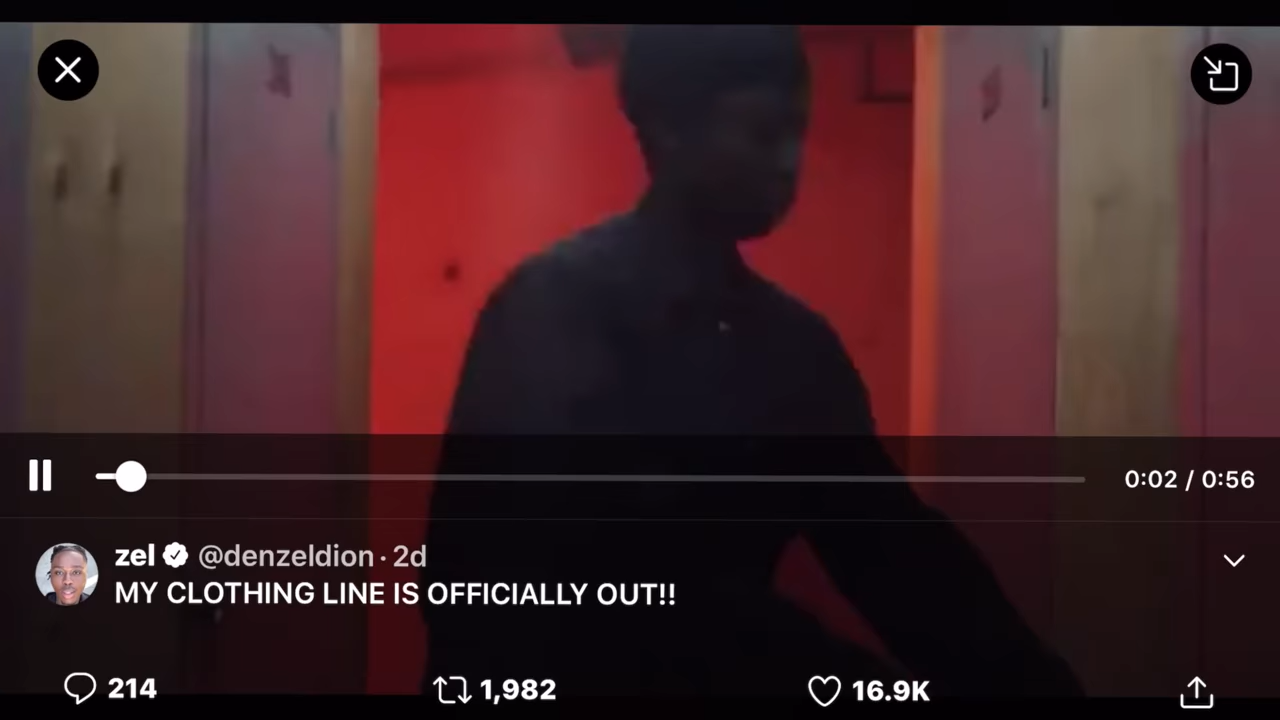 0:02 / 0:56
zel @denzeldion · 2d
MY CLOTHING LINE IS OFFICIALLY OUT!!
214 1,982 16.9K